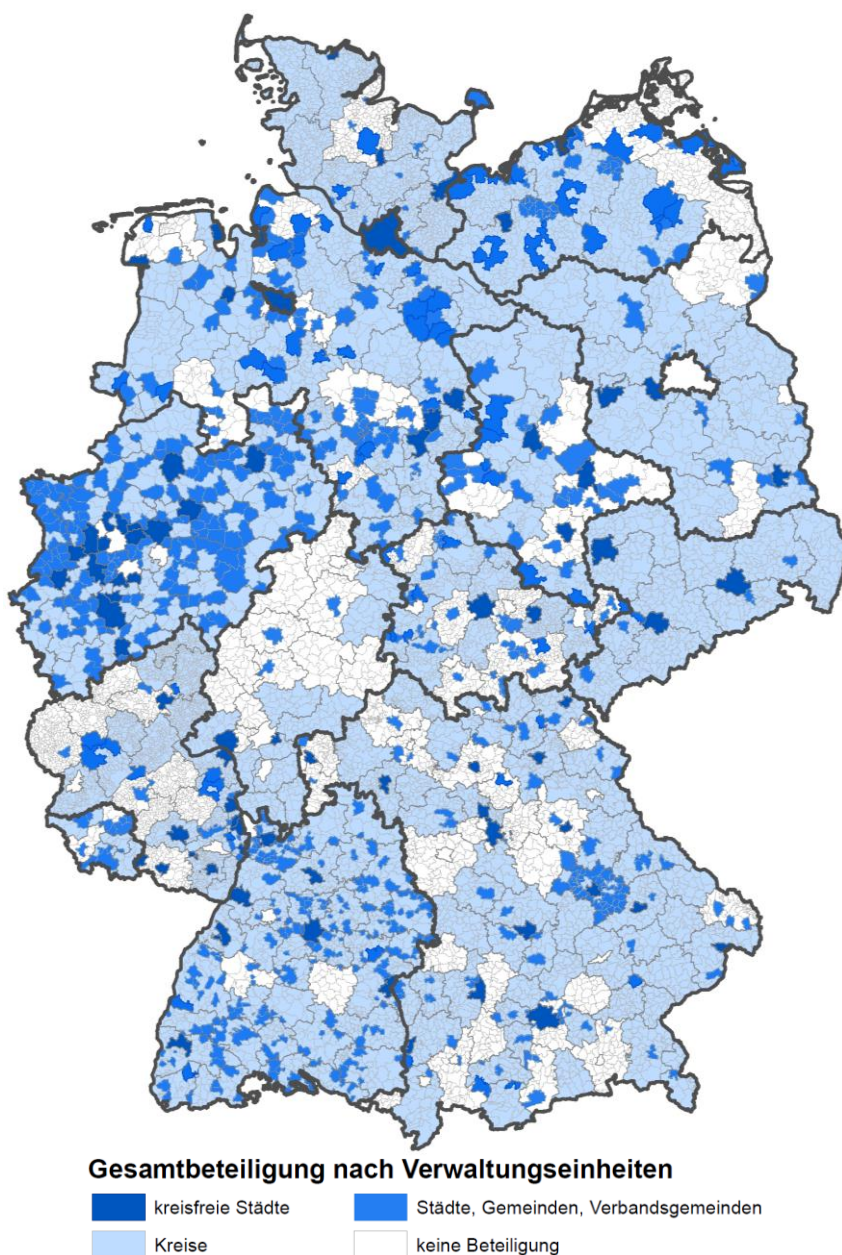 Gesamtbeteiligung nach Verwaltungseinheiten
kreisfreie Städte Städte, Gemeinden, Verbandsgemeinden
Kreise keine Beteiligung